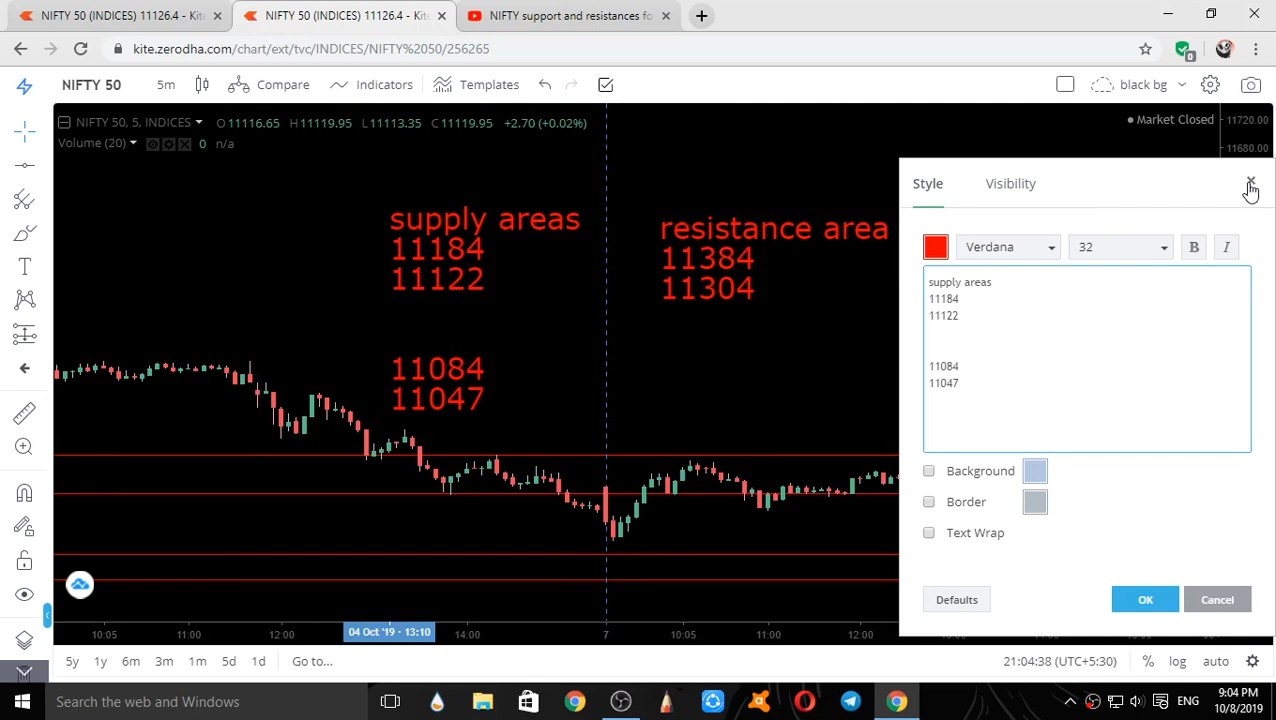 NIFTY 50 (INDICES) 11126.4 - Kite
NIFTY 50 (INDICES) 11126.4 - Kite
NIFTY support and resistances fo
kite.zerodha.com/chart/ext/tvc/INDICES/NIFTY%2050/256265
0
NIFTY 50
5m
Compare
Indicators
Templates
black bg
NIFTY 50, 5, INDICES
O 11116.65 H 11119.95 L 11113.35 C 11119.95 +2.70 (+0.02%)
Market Closed
11720.00
11680.00
Volume (20)
0 n/a
supply areas
11184
11122
11084
11047
resistance area
11384
11304
Style
Visibility
Verdana
32
B
I
supply areas
11184
11122
11084
11047
Background
Border
Text Wrap
Defaults
OK
Cancel
10:05
11:00
12:00
04 Oct '19 - 13:10
14:00
7
10:05
11:00
12:00
5y 1y 6m 3m 1m 5d 1d Go to...
21:04:38 (UTC+5:30) % log auto
Search the web and Windows
ENG
9:04 PM
10/8/2019